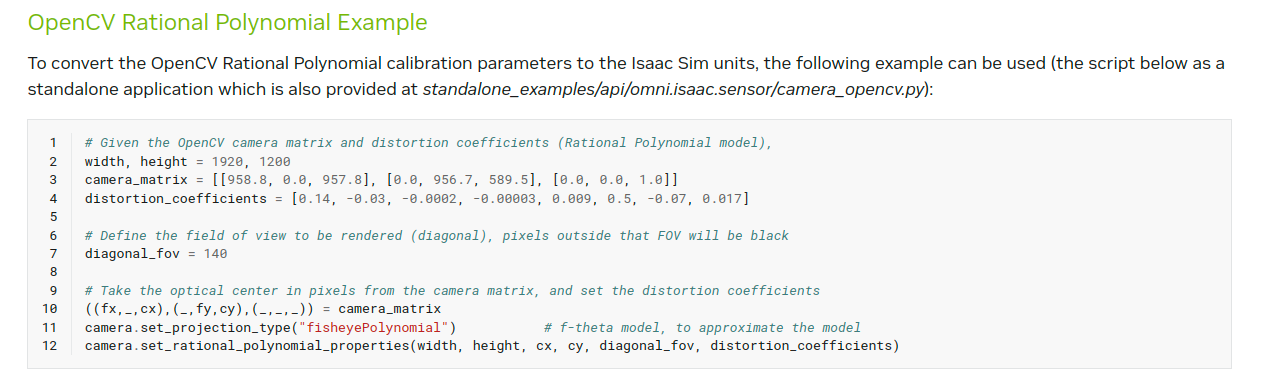 OpenCV Rational Polynomial Example
To convert the OpenCV Rational Polynomial calibration parameters to the Isaac Sim units, the following example can be used (the script below as a
standalone application which is also provided at standalone_examples/api/omni.isaac.sensor/camera_opencv.py):
1 # Given the OpenCV camera matrix and distortion coefficients (Rational Polynomial model),
2 width, height = 1920, 1200
3 camera_matrix = [[958.8, 0.0, 957.8], [0.0, 956.7, 589.5], [0.0, 0.0, 1.0]]
4 distortion_coefficients = [0.14, -0.03, -0.0002, -0.00003, 0.009, 0.5, -0.07, 0.017]
5
6 # Define the field of view to be rendered (diagonal), pixels outside that FOV will be black
7 diagonal_fov = 140
8
9 # Take the optical center in pixels from the camera matrix, and set the distortion coefficients
10 ((fx,_,cx),(_,fy,cy),(_,_,_)) = camera_matrix
11 camera.set_projection_type("fisheyePolynomial") # f-theta model, to approximate the model
12 camera.set_rational_polynomial_properties(width, height, cx, cy, diagonal_fov, distortion_coefficients)